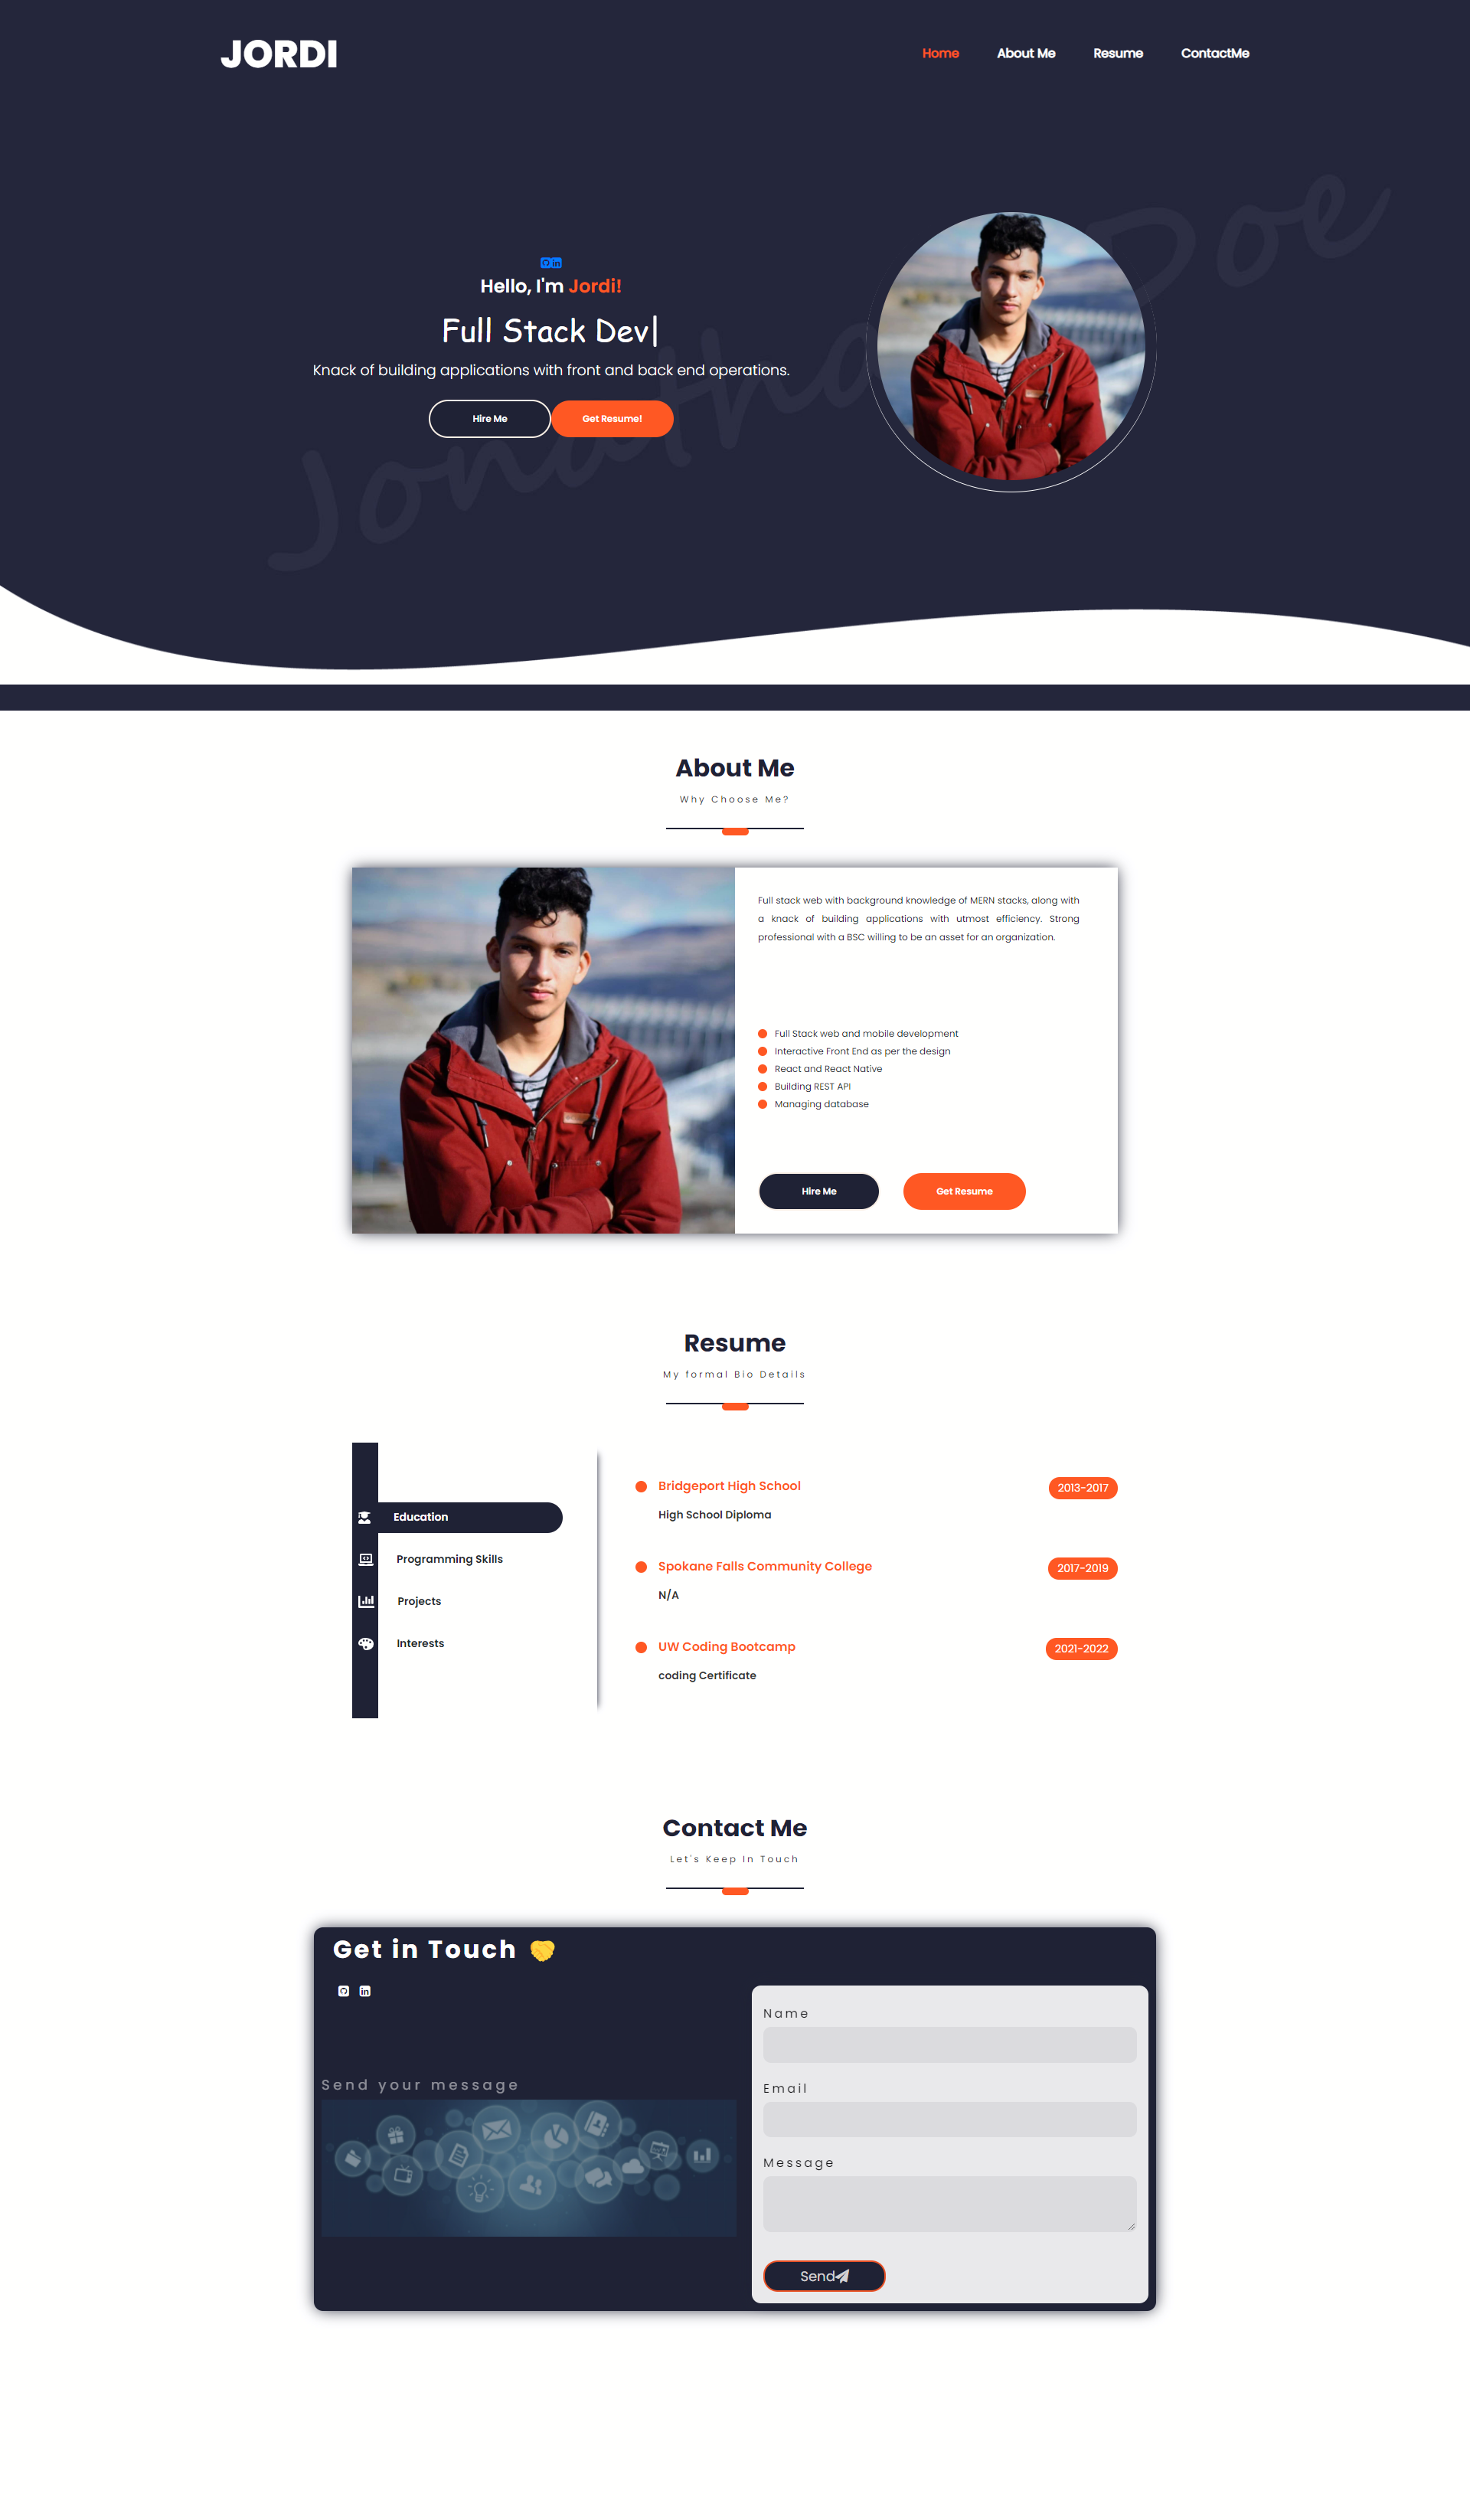 JORDI
Home About Me Resume ContactMe
Jonathan Doe
Hello, I'm Jordi!
Full Stack Dev|
Knack of building applications with front and back end operations.
Hire Me Get Resume!
About Me
Why Choose Me?
Full stack web with background knowledge of MERN stacks, along with
a knack of building applications with utmost efficiency. Strong
professional with a BSC willing to be an asset for an organization.
Full Stack web and mobile development
Interactive Front End as per the design
React and React Native
Building REST API
Managing database
Hire Me Get Resume
Resume
My formal Bio Details
Education
Programming Skills
Projects
Interests
Bridgeport High School 2013-2017
High School Diploma
Spokane Falls Community College 2017-2019
N/A
UW Coding Bootcamp 2021-2022
coding Certificate
Contact Me
Let's Keep In Touch
Get in Touch
Send your message
Name
Email
Message
Send